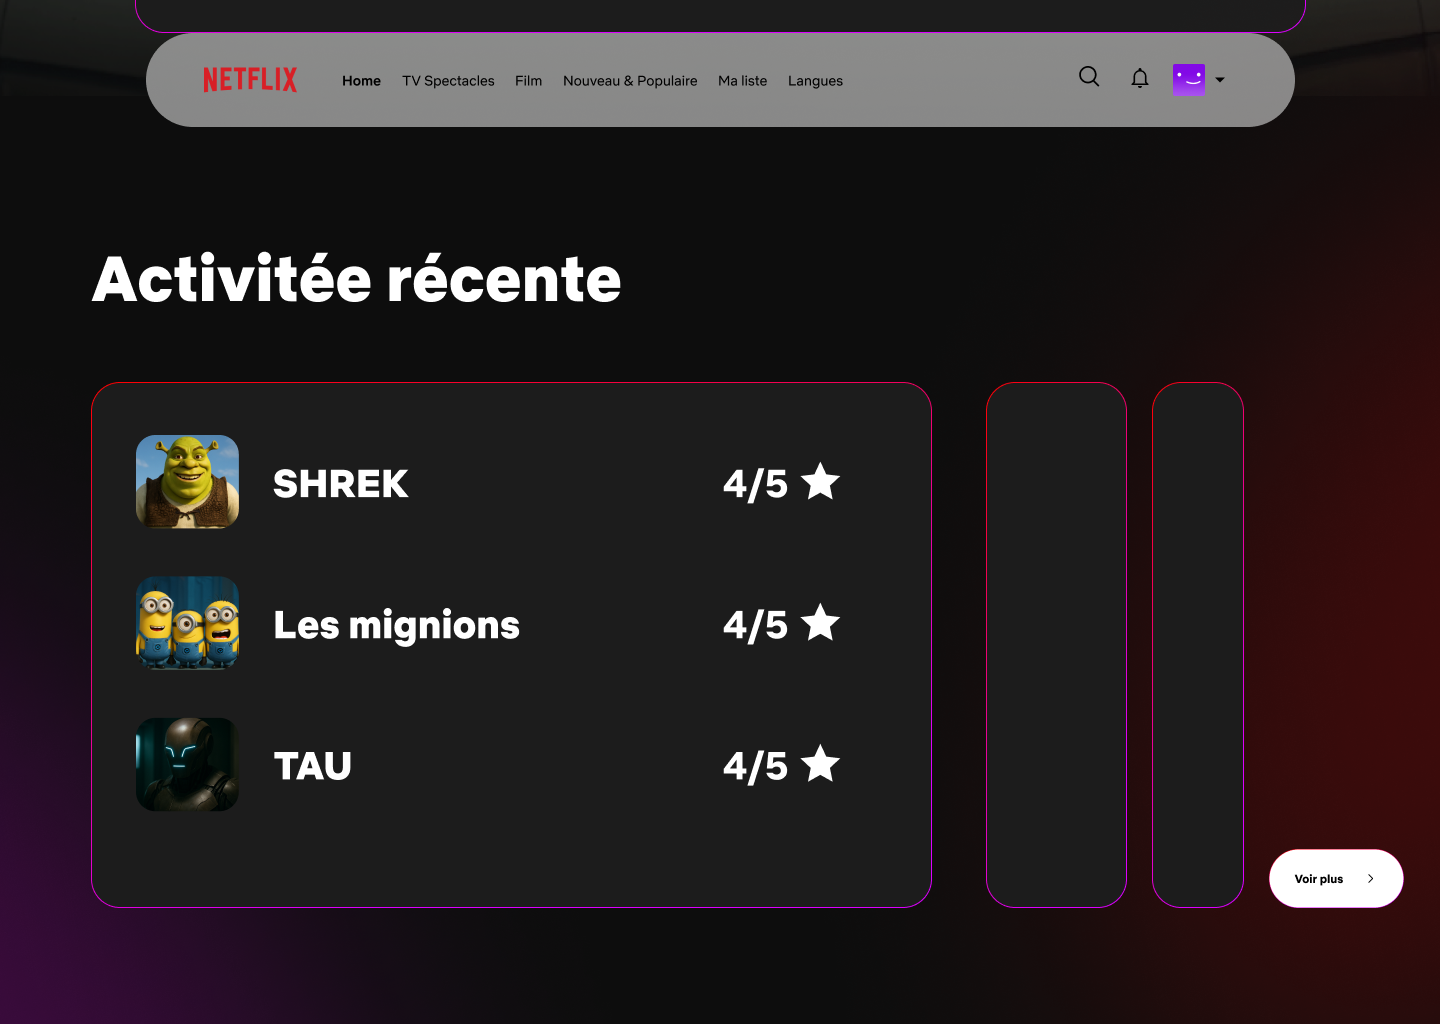 NETFLIX Home TV Spectacles Film Nouveau & Populaire Ma liste Langues
Activitée récente
SHREK 4/5
Les mignions 4/5
TAU 4/5
Voir plus